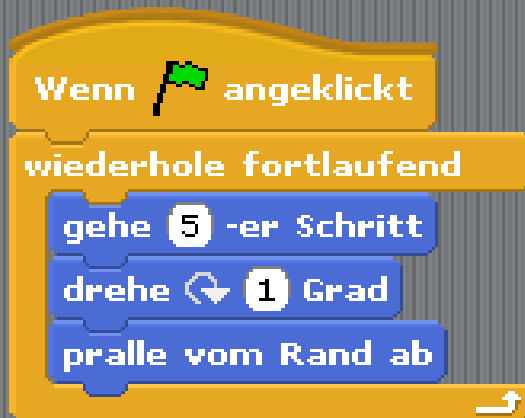 Wenn angeklickt
wiederhole fortlaufend
gehe 5 -er Schritt
drehe 1 Grad
pralle vom Rand ab